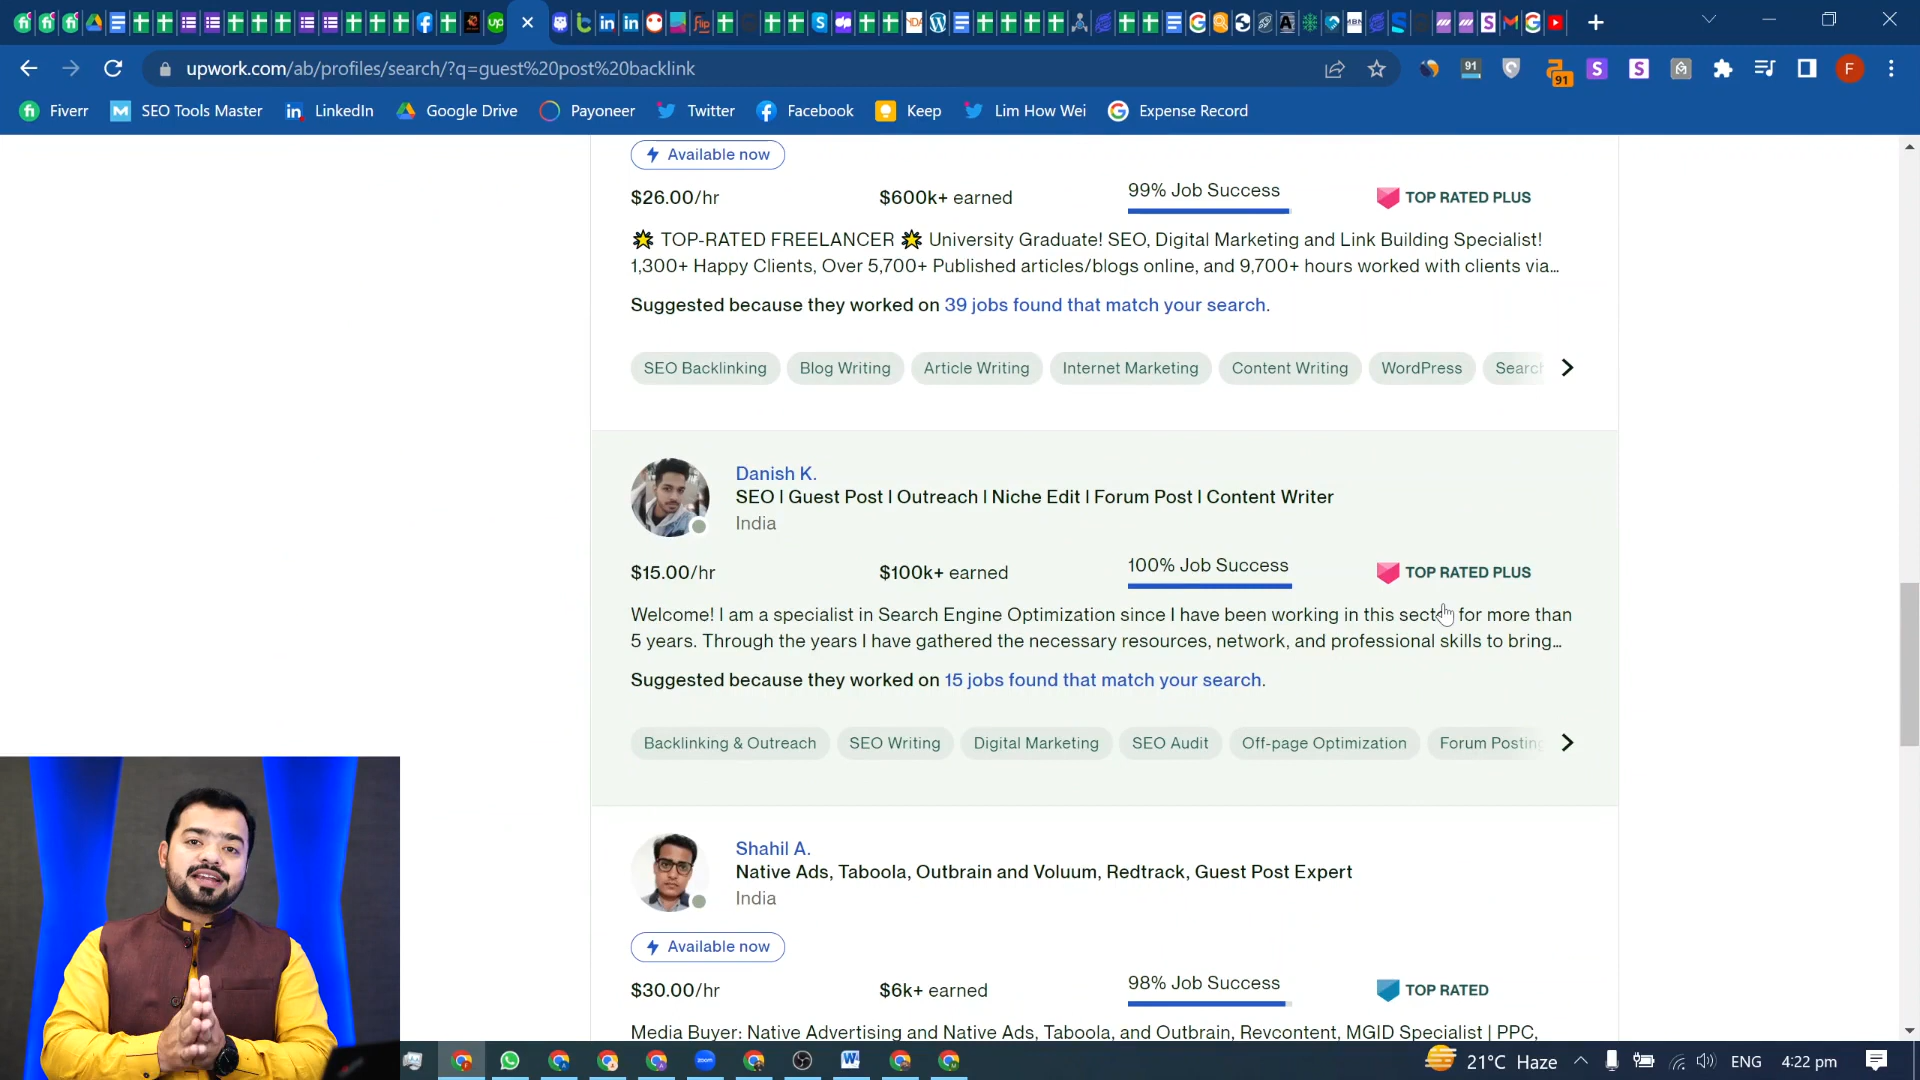 upwork.com/ab/profiles/search/?q=guest%20post%20backlink
91
91
F
Fiverr
SEO Tools Master
LinkedIn
Google Drive
Payoneer
Twitter
Facebook
Keep
Lim How Wei
Expense Record
Available now
$26.00/hr
$600k+ earned
99% Job Success
TOP RATED PLUS
TOP-RATED FREELANCER University Graduate! SEO, Digital Marketing and Link Building Specialist!
1,300+ Happy Clients, Over 5,700+ Published articles/blogs online, and 9,700+ hours worked with clients via...
Suggested because they worked on 39 jobs found that match your search.
SEO Backlinking
Blog Writing
Article Writing
Internet Marketing
Content Writing
WordPress
Search
Danish K.
SEO | Guest Post | Outreach | Niche Edit | Forum Post | Content Writer
India
$15.00/hr
$100k+ earned
100% Job Success
TOP RATED PLUS
Welcome! I am a specialist in Search Engine Optimization since I have been working in this sector for more than
5 years. Through the years I have gathered the necessary resources, network, and professional skills to bring...
Suggested because they worked on 15 jobs found that match your search.
Backlinking & Outreach
SEO Writing
Digital Marketing
SEO Audit
Off-page Optimization
Forum Posting
Shahil A.
Native Ads, Taboola, Outbrain and Voluum, Redtrack, Guest Post Expert
India
Available now
$30.00/hr
$6k+ earned
98% Job Success
TOP RATED
Media Buyer: Native Advertising and Native Ads, Taboola, and Outbrain, Revcontent, MGID Specialist | PPC,
21°C Haze
ENG
4:22 pm